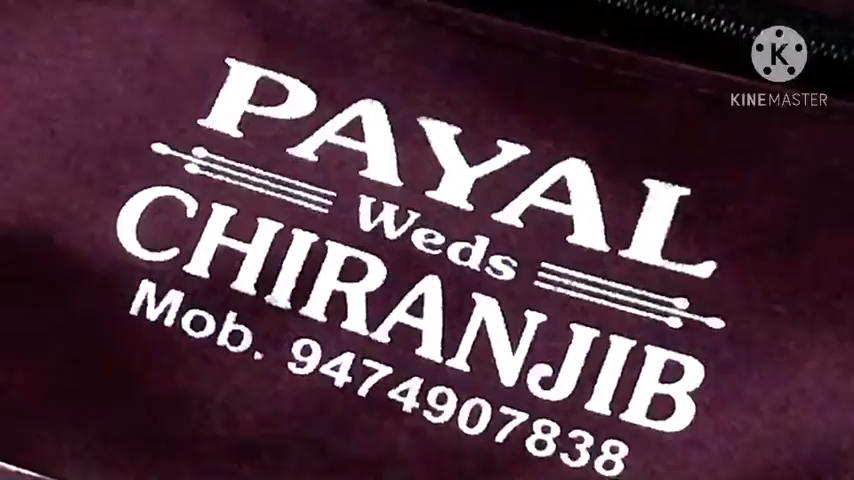 PAYAL
Weds
CHIRANJIB
Mob. 9474907838
K
KINEMASTER